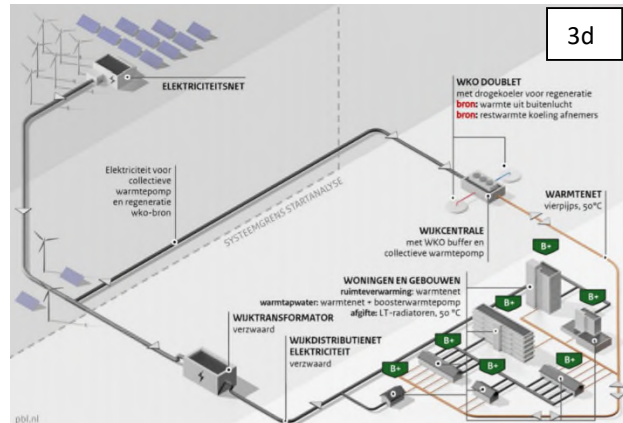 3d
ELEKTRICITEITSNET
WKO DOUBLET
met drogekoeler voor regeneratie
bron: warmte uit buitenlucht
bron: restwarmte koeling afnemers
Elektriciteit voor
collectieve
warmtepomp
en regeneratie
wko-bron
SYSTEEMGRENS STARTANALYSE
WARMTENET
vierpijps, 50°C
WIJKCENTRALE
met WKO buffer en
collectieve warmtepomp
B+
WONINGEN EN GEBOUWEN
ruimteverwarming: warmtenet
warmtapwater: warmtenet + boosterwarmtepomp
afgifte: LT-radiatoren, 50 °C
B+
B+
WIJKTRANSFORMATOR
verzwaard
WIJKDISTRIBUTIENET
ELEKTRICITEIT
verzwaard
B+
B+
B+
B+
pbl.nl